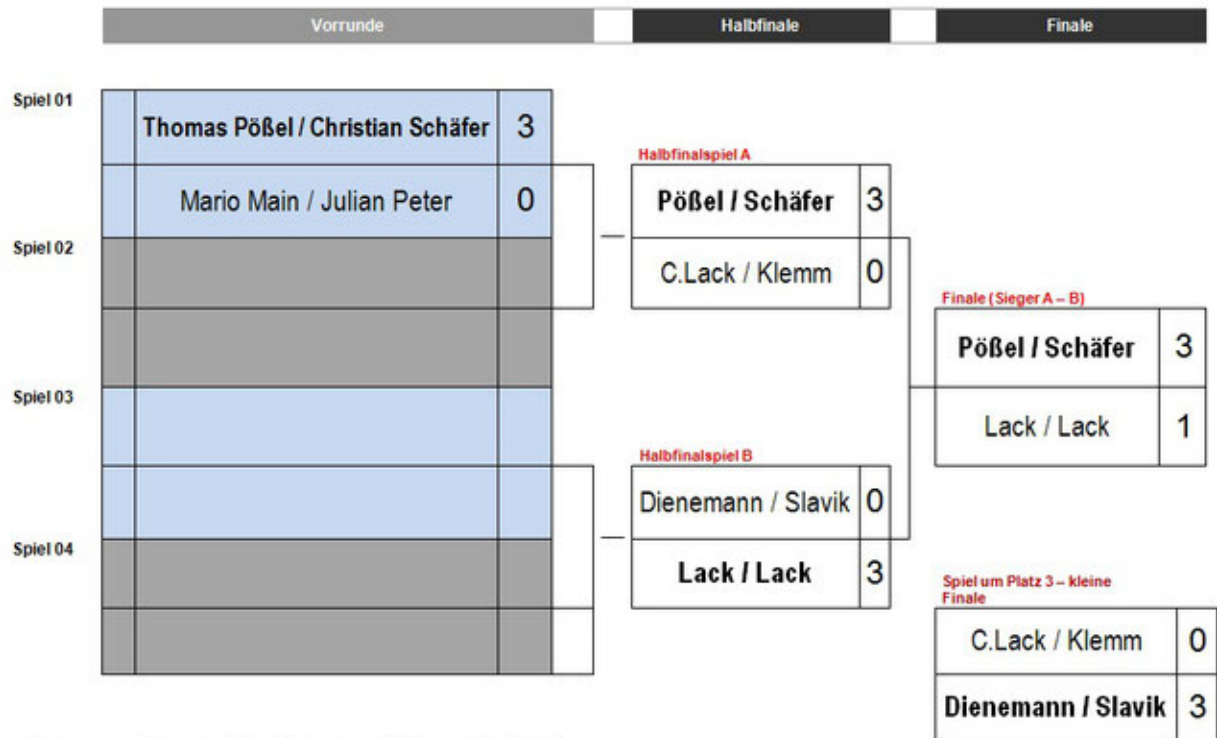 Vorrunde Halbfinale Finale
Spiel 01
Thomas Pößel / Christian Schäfer 3
Mario Main / Julian Peter 0
Spiel 02
Spiel 03
Spiel 04
Halbfinalspiel A
Pößel / Schäfer 3
C.Lack / Klemm 0
Halbfinalspiel B
Dienemann / Slavik 0
Lack / Lack 3
Finale (Sieger A – B)
Pößel / Schäfer 3
Lack / Lack 1
Spiel um Platz 3 – kleine
Finale
C.Lack / Klemm 0
Dienemann / Slavik 3